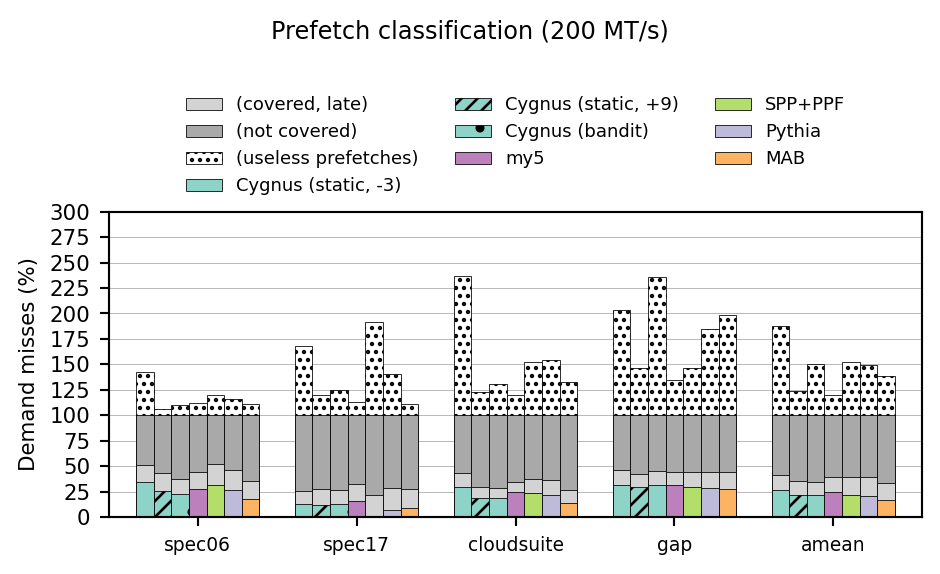 Prefetch classification (200 MT/s)
(covered, late)
(not covered)
(useless prefetches)
Cygnus (static, -3)
Cygnus (static, +9)
Cygnus (bandit)
my5
SPP+PPF
Pythia
MAB
Demand misses (%)
300
275
250
225
200
175
150
125
100
75
50
25
0
spec06
spec17
cloudsuite
gap
amean